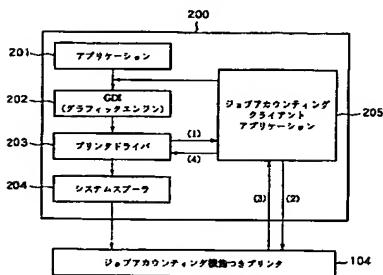 200
201
アプリケーション
202
GDI
(グラフィックエンジン)
203
プリンタドライバ
204
システムスプーラ
ジョブアカウンティング
クライアント
アプリケーション
205
(1)
(4)
(3)
(2)
ジョブアカウンティング機能つきプリンタ
104